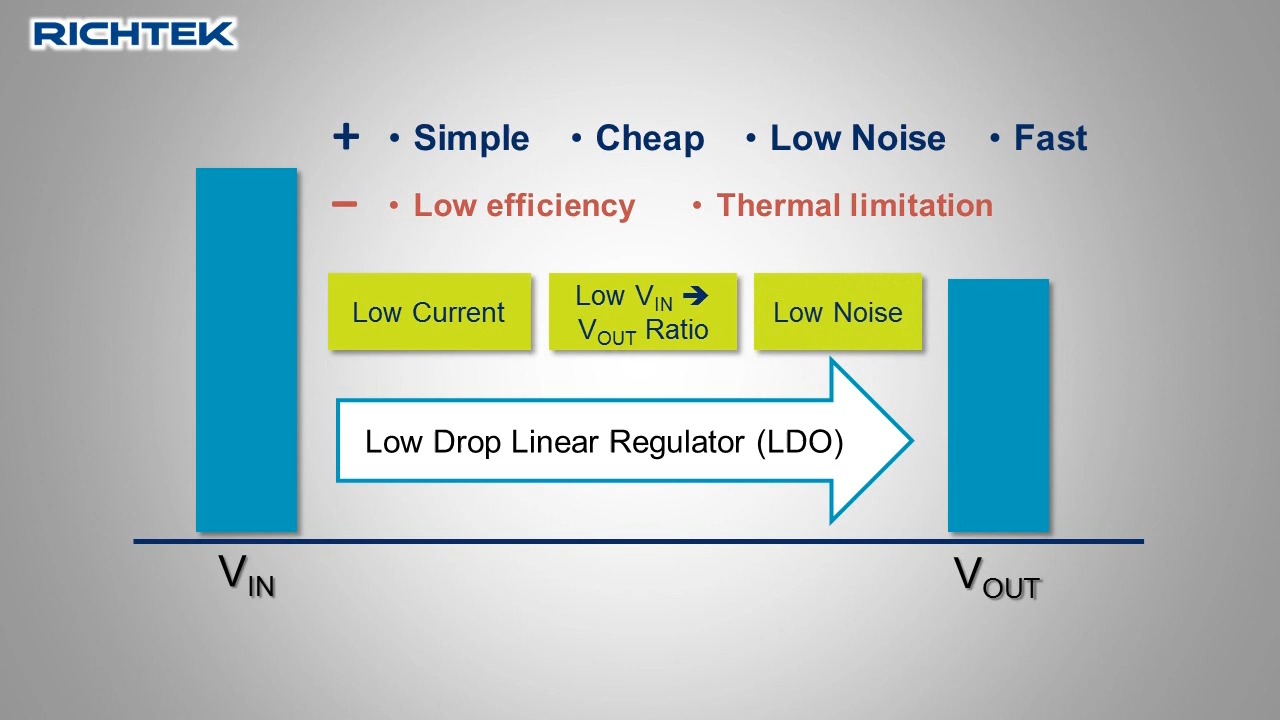 RICHTEK
+ • Simple • Cheap • Low Noise • Fast
− • Low efficiency • Thermal limitation
Low Current
Low VIN ➔
VOUT Ratio
Low Noise
Low Drop Linear Regulator (LDO)
VIN
VOUT